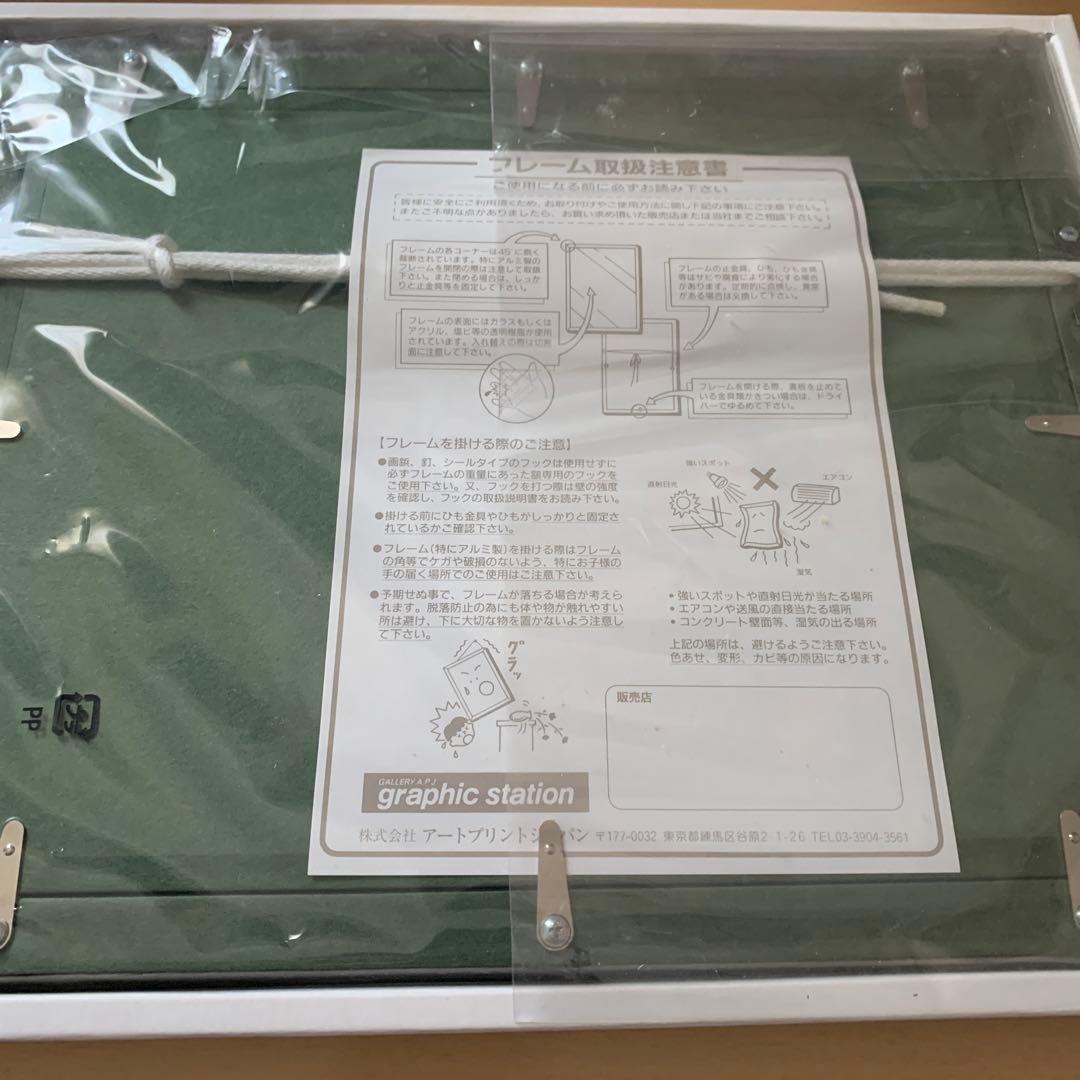 フレーム取扱注意書
ご使用になる前に必ずお読み下さい
皆様に安全にご利用頂くため、お取り付けやご使用方法に関し下記の事項にご注意下さい。
またご不明な点がありましたら、お買い求め頂いた販売店または当社までご相談下さい。
フレームの各コーナーは45°に鋭く
裁断されています。特にアルミ製の
フレームを開閉の際は注意して取扱
下さい。また閉める場合は、しっか
りと止金具等を固定して下さい。
フレームの止金具、ひも、ひも金具
等はサビや腐食により劣化する場合
があります。定期的に点検し、異常
がある場合は交換して下さい。
フレームの表面にはガラスもしくは
アクリル、塩ビ等の透明樹脂が使用
されています。入れ替えの際は切断
面に注意して下さい。
フレームを開ける際、裏板を止めて
いる金具類がきつい場合は、ドライ
バーでゆるめて下さい。
【フレームを掛ける際のご注意】
●画鋲、釘、シールタイプのフックは使用せずに
必ずフレームの重量にあった額専用のフックを
ご使用下さい。又、フックを打つ際は壁の強度
を確認し、フックの取扱説明書をお読み下さい。
●掛ける前にひも金具やひもがしっかりと固定さ
れているかご確認下さい。
●フレーム(特にアルミ製)を掛ける際はフレーム
の角等でケガや破損のないよう、特にお子様の
手の届く場所でのご使用はご注意下さい。
●予期せぬ事で、フレームが落ちる場合が考えら
れます。脱落防止の為にも体や物が触れやすい
所は避け、下に大切な物を置かないよう注意し
て下さい。
グラッ
強いスポット
直射日光
エアコン
湿気
・強いスポットや直射日光が当たる場所
・エアコンや送風の直接当たる場所
・コンクリート壁面等、湿気の出る場所
上記の場所は、避けるようご注意下さい。
色あせ、変形、カビ等の原因になります。
販売店
GALLERY A P J
graphic station
株式会社 アートプリントジャパン 〒177-0032 東京都練馬区谷原2-1-26 TEL03-3904-3561
プラ
PP